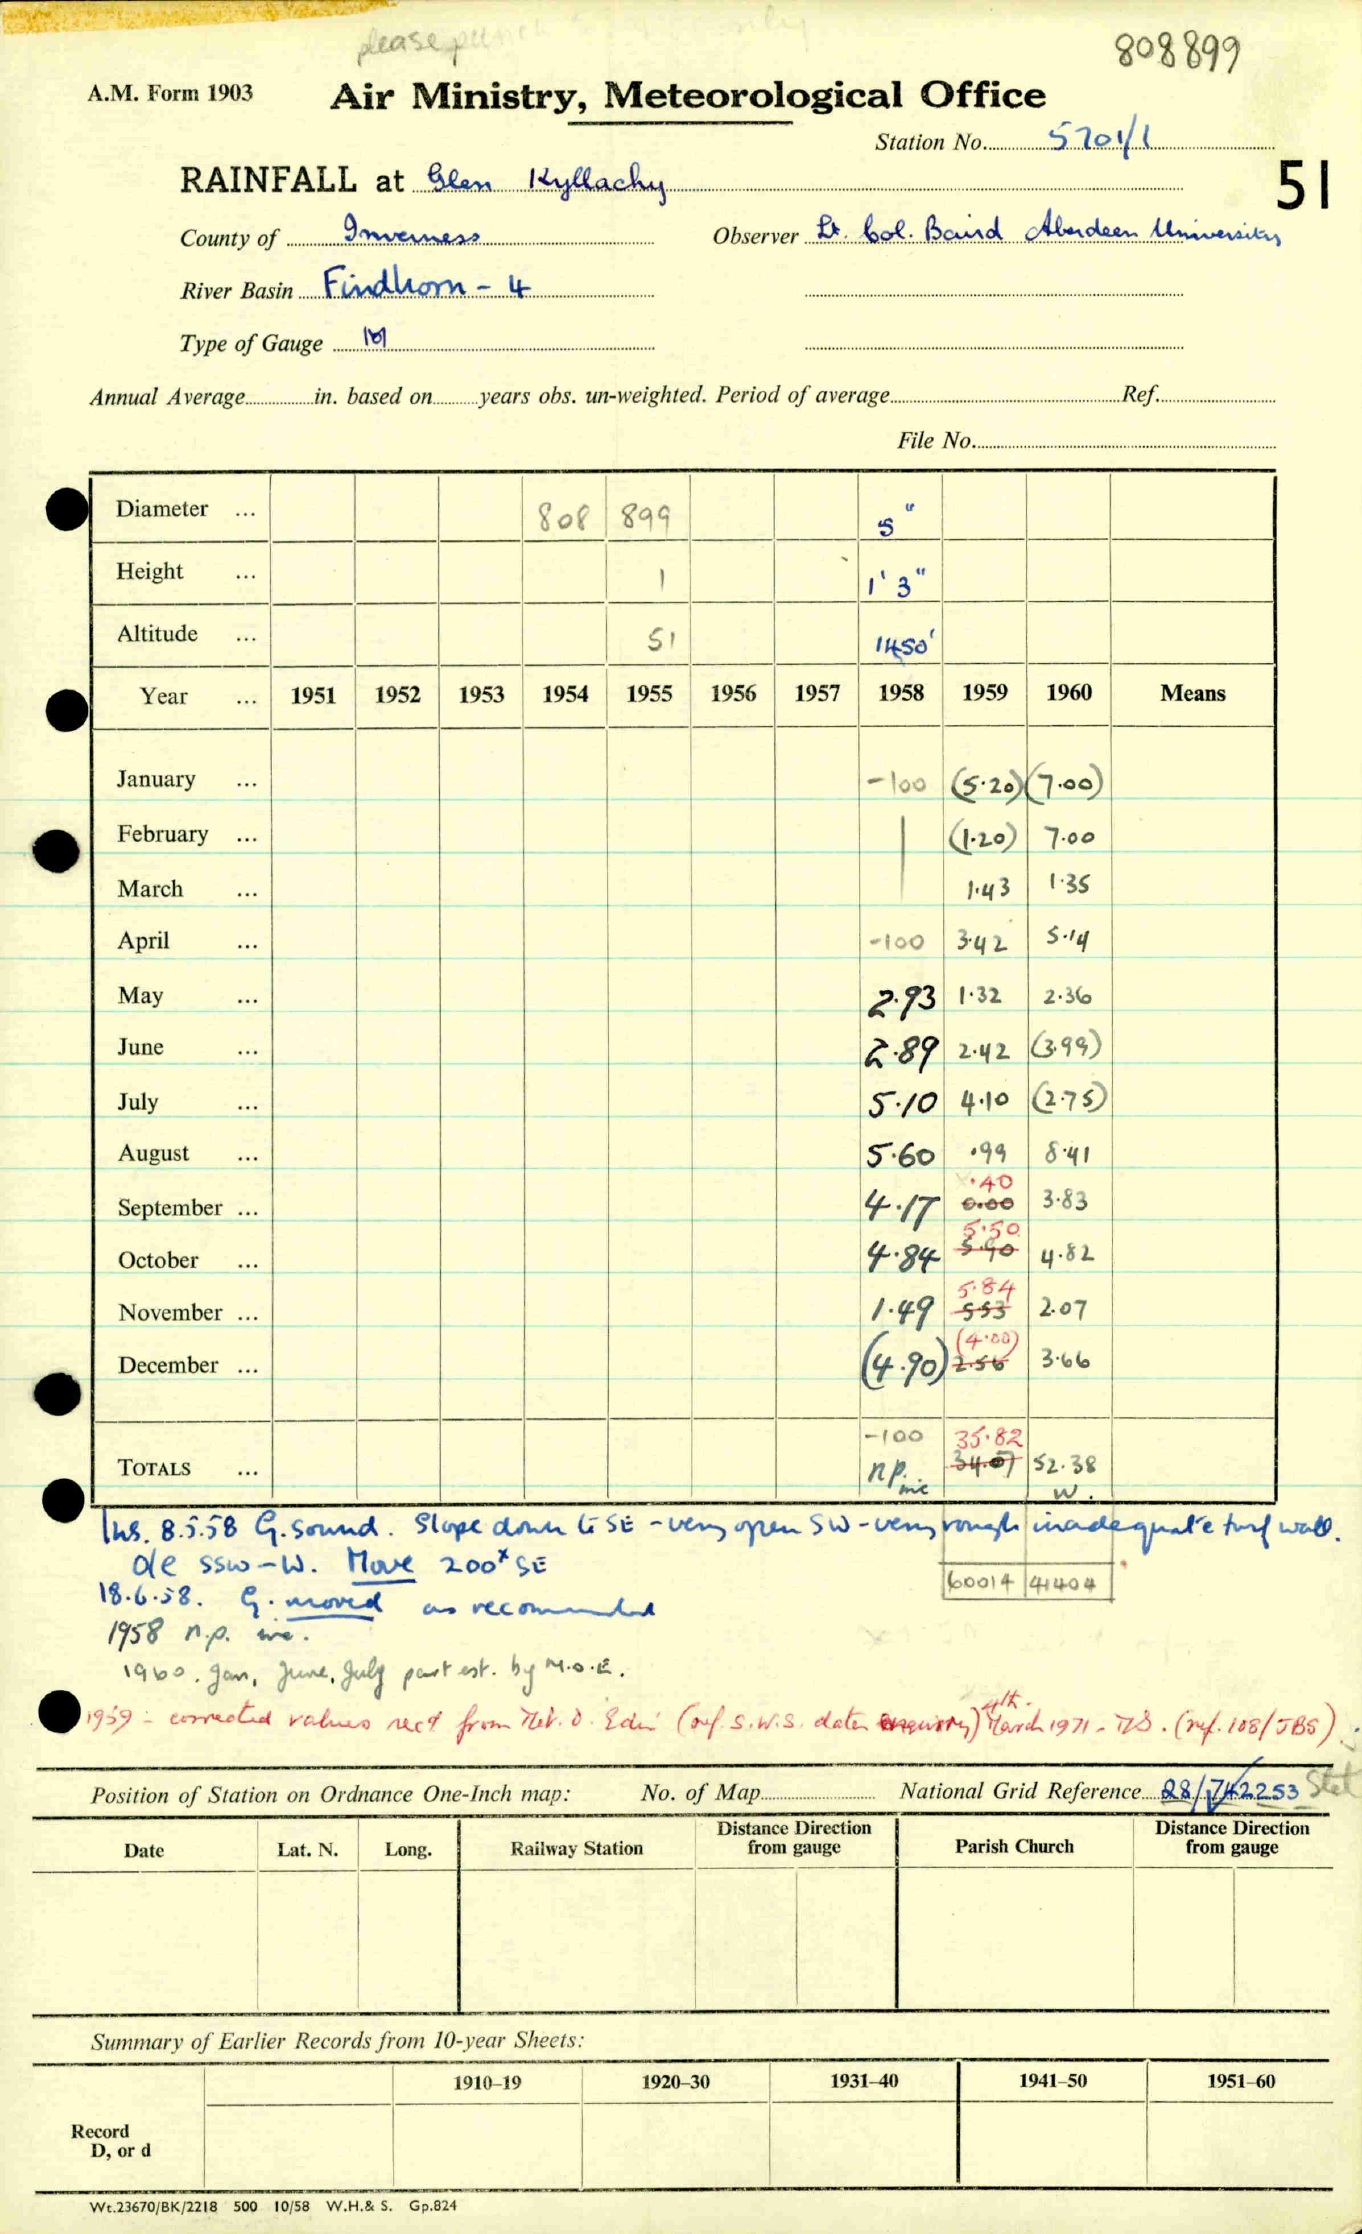 please punch
808899
A.M. Form 1903 Air Ministry, Meteorological Office
Station No. 5701/1
RAINFALL at Glen Kyllachy 51
County of Inverness Observer Lt. Col. Baird Aberdeen University
River Basin Findhorn - 4
Type of Gauge M
Annual Average in. based on years obs. un-weighted. Period of average Ref.
File No.
Diameter ... 808 899 5"
Height ... 1 1' 3"
Altitude ... 51 1450'
Year ... 1951 1952 1953 1954 1955 1956 1957 1958 1959 1960 Means
January ... -100 (5.20) (7.00)
February ... (1.20) 7.00
March ... 1.43 1.35
April ... -100 3.42 5.14
May ... 2.93 1.32 2.36
June ... 2.89 2.42 (3.99)
July ... 5.10 4.10 (2.75)
August ... 5.60 .99 8.41
.40
September ... 4.17 0.00 3.83
5.50
October ... 4.84 5.90 4.82
5.84
November ... 1.49 5.53 2.07
(4.00)
December ... (4.90) 2.56 3.66
-100 35.82
TOTALS ... n.p. inc 34.07 52.38
w.
Ins. 8.5.58 G. sound. Slope down to SE - very open SW - very rough inadequate turf wall.
o/e SSW-W. Move 200x SE
60014 41404
18.6.58. G. moved as recommended
1958 n.p. inc.
1960. Jan, June, July part est. by M.O.E.
1959 - corrected values rec'd from Met. O. Edin (ref. S.W.S. data enquiry) 4th March 1971 - (ref. 108/JBS)
Position of Station on Ordnance One-Inch map: No. of Map National Grid Reference 28/742253 Stet
Date Lat. N. Long. Railway Station Distance Direction from gauge Parish Church Distance Direction from gauge
Summary of Earlier Records from 10-year Sheets:
1910–19 1920–30 1931–40 1941–50 1951–60
Record
D, or d
Wt.23670/BK/2218 500 10/58 W.H.& S. Gp.824